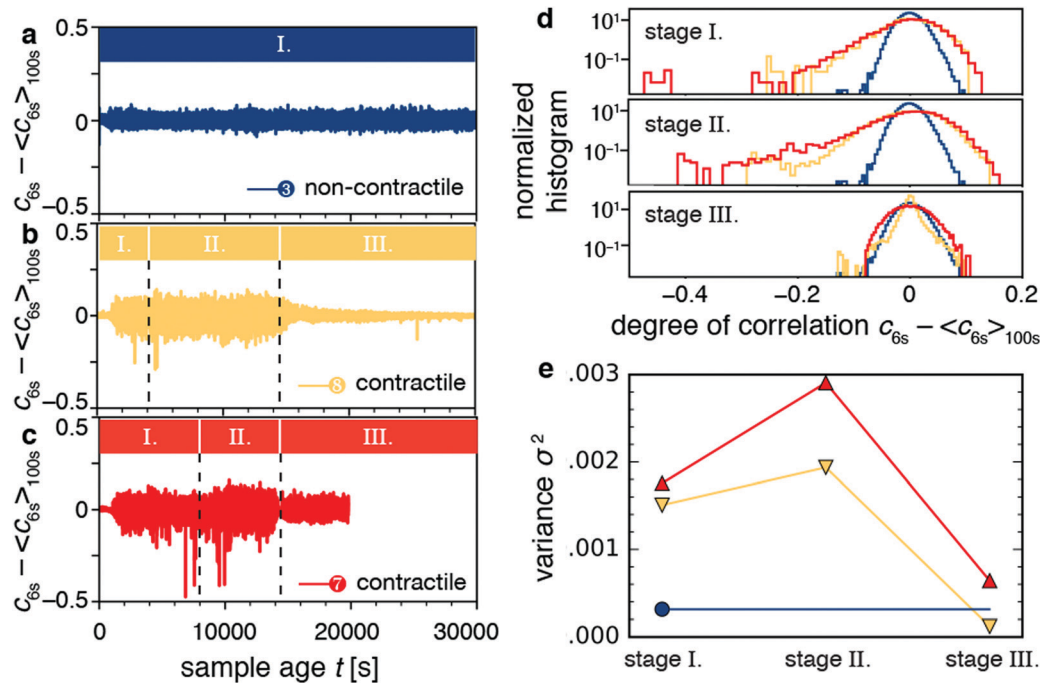 a
0.5
I.
0
c6s – <c6s>100s
–0.5
3 non-contractile
b
0.5
I. II. III.
0
c6s – <c6s>100s
–0.5
8 contractile
c
0.5
I. II. III.
0
c6s – <c6s>100s
–0.5
7 contractile
0 10000 20000 30000
sample age t [s]
d
normalized
histogram
10¹
10⁻¹
stage I.
10¹
10⁻¹
stage II.
10¹
10⁻¹
stage III.
–0.4 –0.2 0 0.2
degree of correlation c6s – <c6s>100s
e
variance σ²
.003
.002
.001
.000
stage I. stage II. stage III.